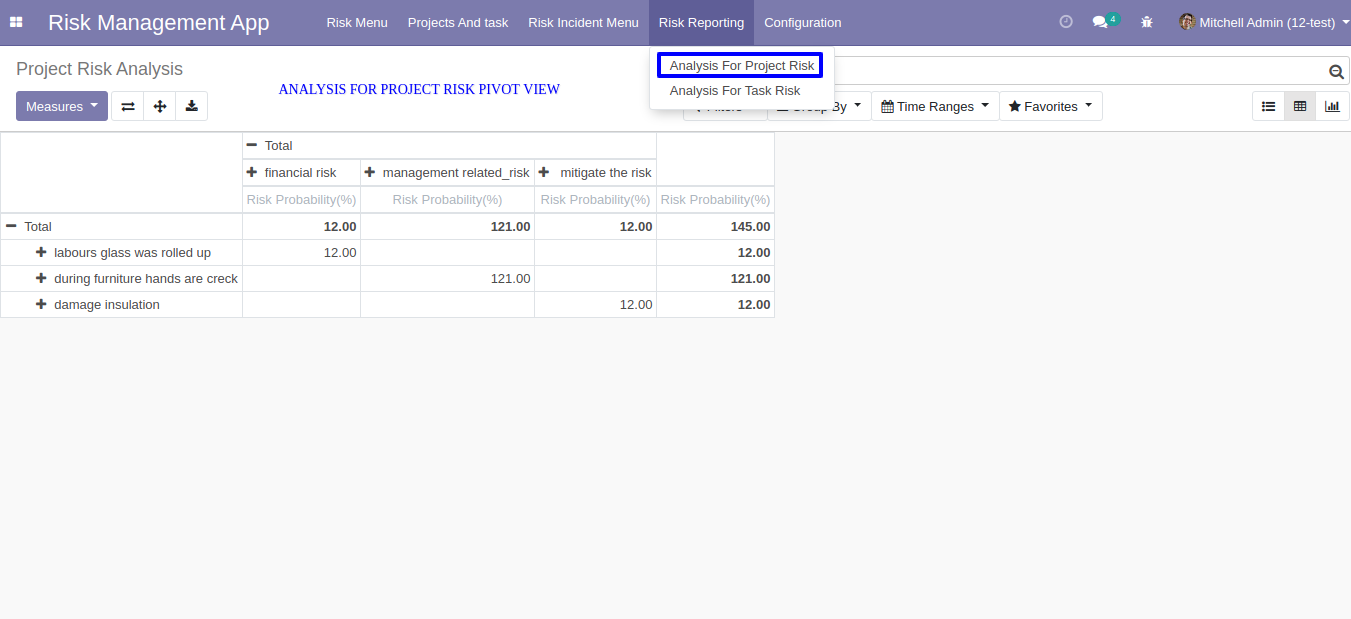 Risk Management App Risk Menu Projects And task Risk Incident Menu Risk Reporting Configuration 4 Mitchell Admin (12-test)
Project Risk Analysis
Analysis For Project Risk
Analysis For Task Risk
ANALYSIS FOR PROJECT RISK PIVOT VIEW
Measures By Time Ranges Favorites
Total
financial risk management related_risk mitigate the risk
Risk Probability(%) Risk Probability(%) Risk Probability(%) Risk Probability(%)
Total 12.00 121.00 12.00 145.00
labours glass was rolled up 12.00 12.00
during furniture hands are creck 121.00 121.00
damage insulation 12.00 12.00